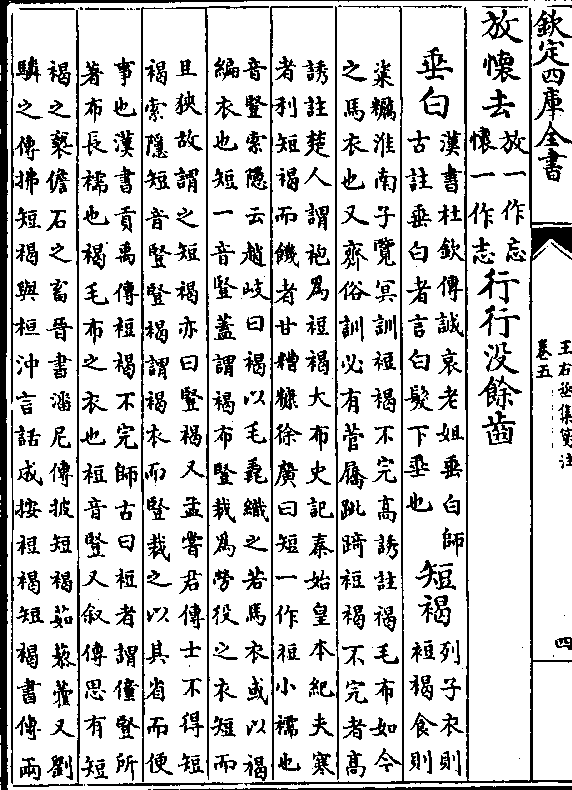 欽定四庫全書
王右丞集箋注
卷五
四
放懷去放一作忘
懷一作志行行没餘齒
垂白漢書杜欽傳誠哀老姐垂白師
古註垂白者言白髮下垂也短褐列子衣則
裋褐食則
粢糲淮南子覽冥訓裋褐不完高誘註褐毛布如今
之馬衣也又齊俗訓必有菅屩跐踦裋褐不完者高
誘註楚人謂袍為裋褐大布史記秦始皇本紀夫寒
者利短褐而饑者甘糟糠徐廣曰短一作裋小襦也
音豎索隱云趙岐曰褐以毛毳織之若馬衣或以褐
編衣也短一音豎蓋謂褐布豎裁為勞役之衣短而
且狹故謂之短褐亦曰豎褐又孟嘗君傳士不得短
褐索隱短音豎豎褐謂褐衣而豎裁之以其省而便
事也漢書貢禹傳裋褐不完師古曰裋者謂僮豎所
著布長襦也褐毛布之衣也裋音豎又叙傳思有短
褐之褻儋石之畜晉書潘尼傳披短褐茹藜藿又劉
驎之傳拂短褐與桓沖言話成按裋褐短褐書傳兩